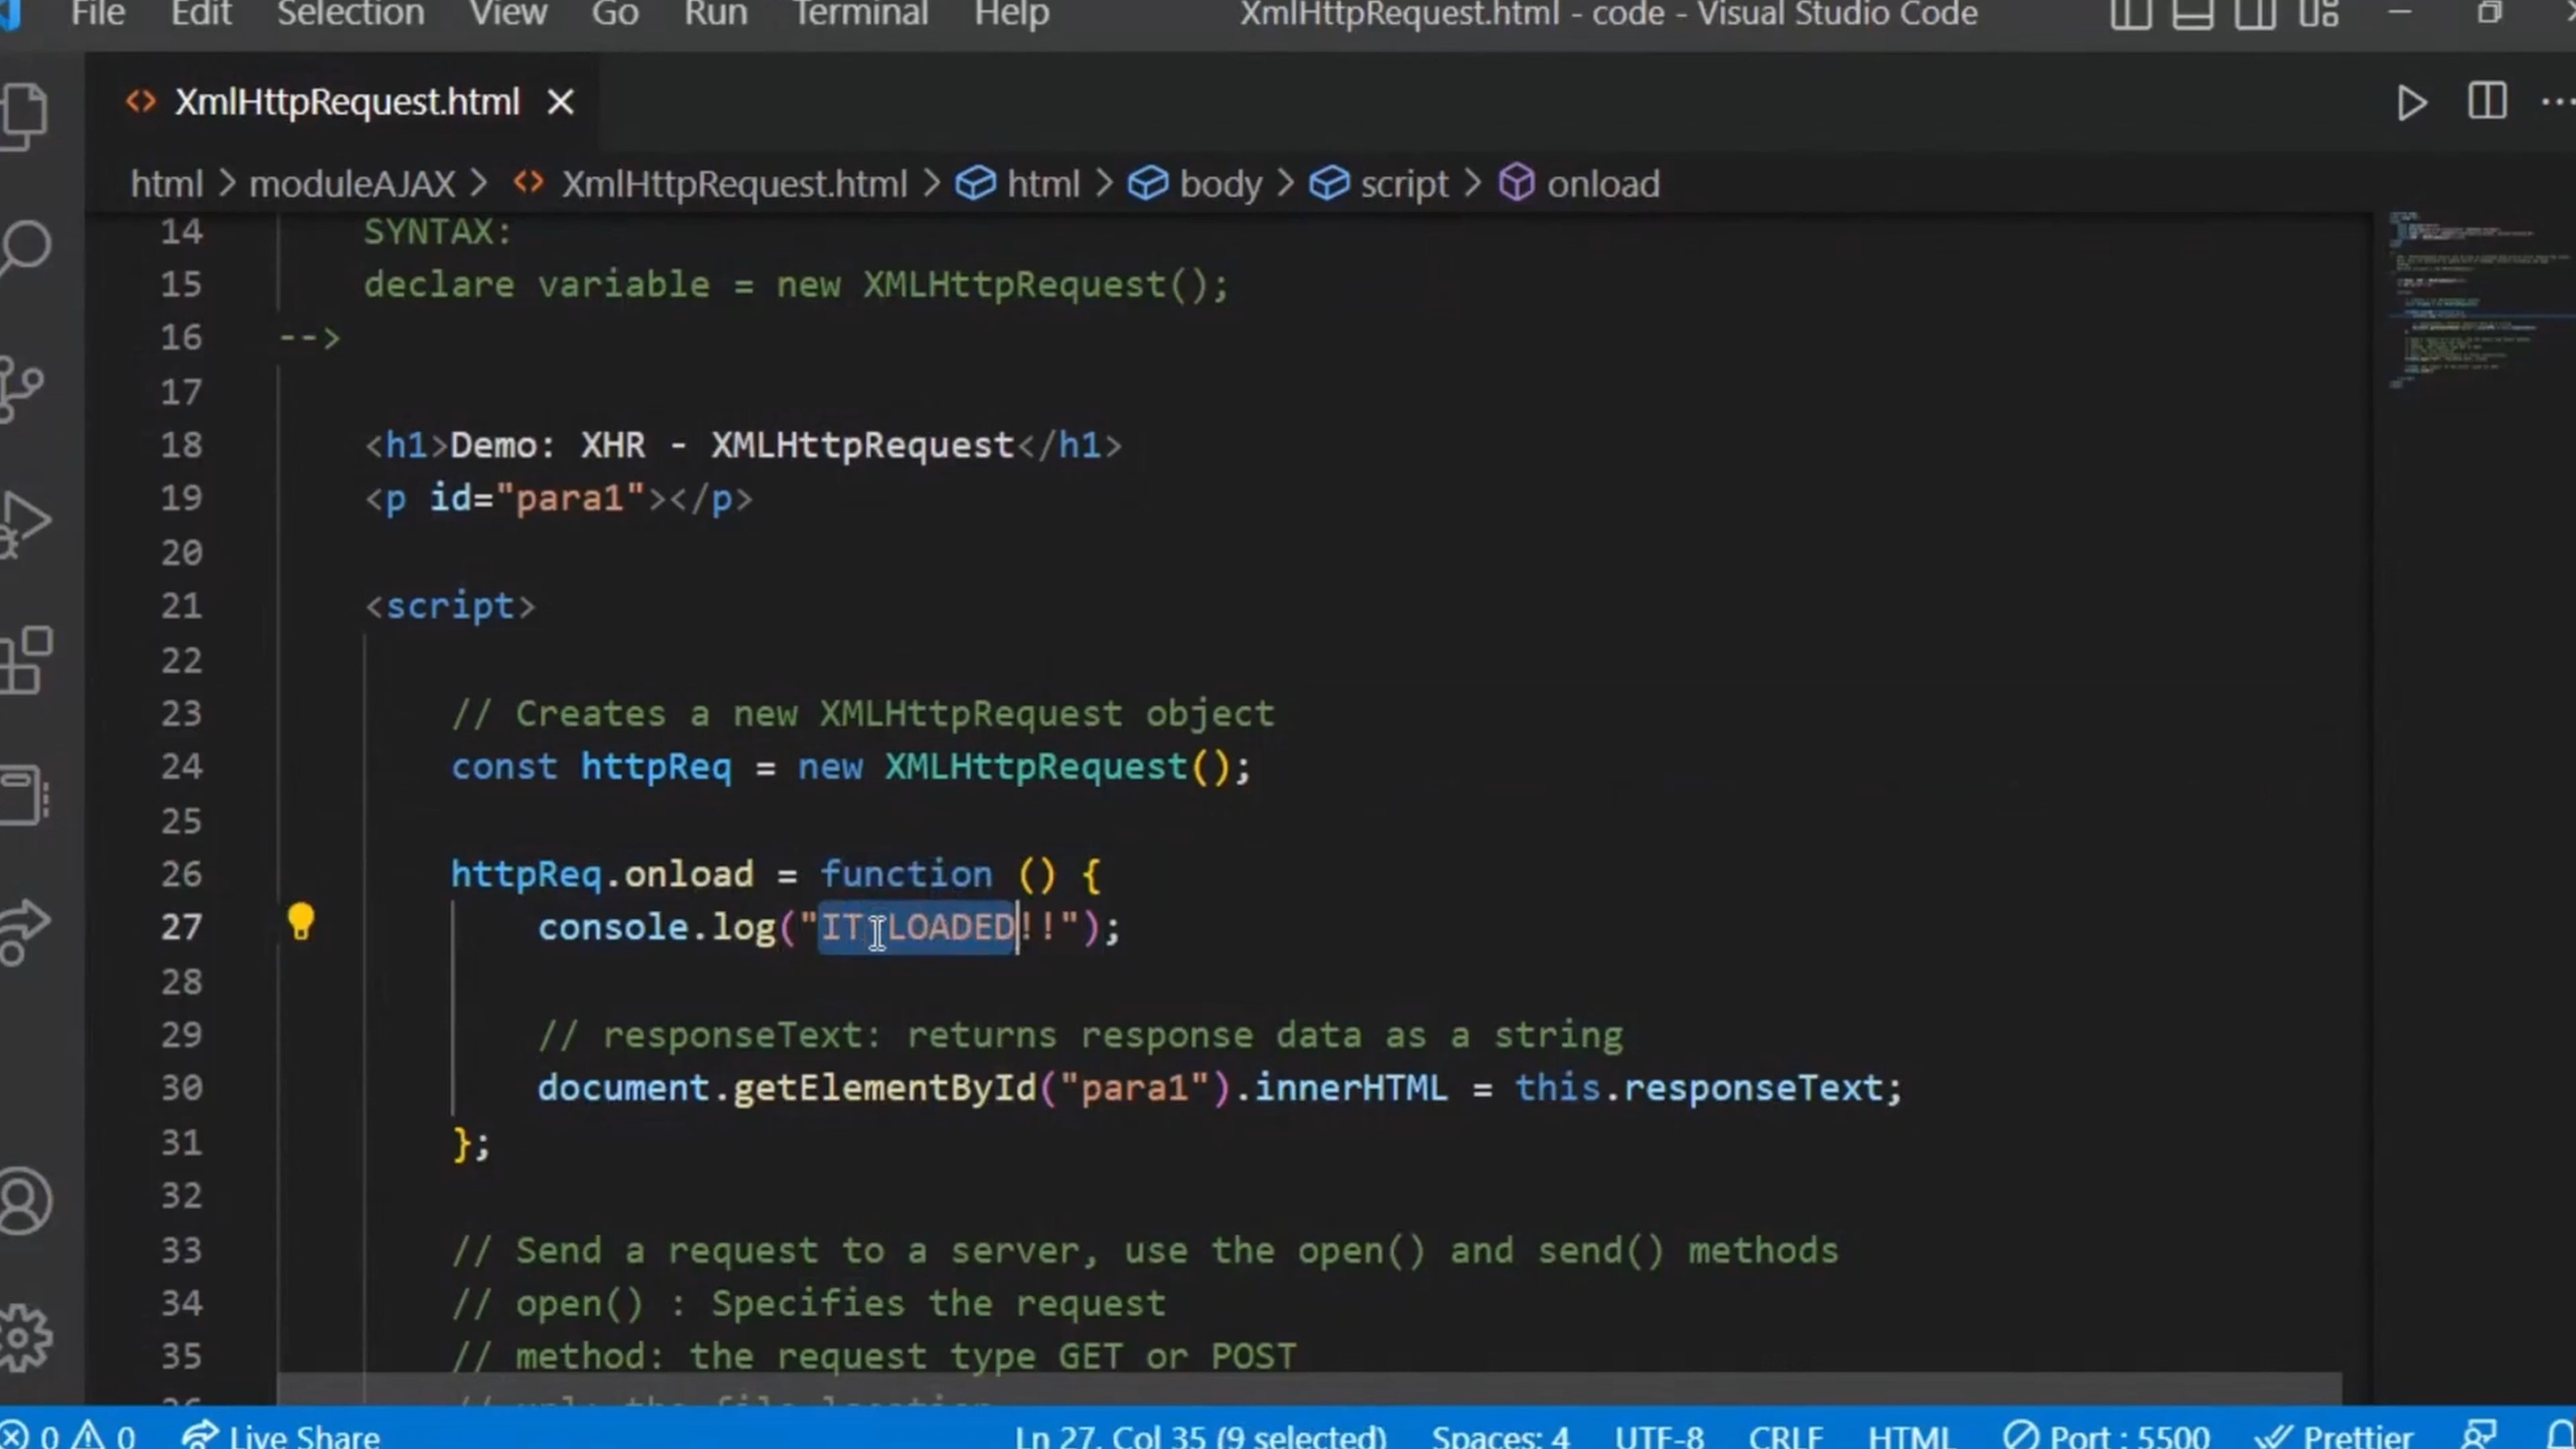 File Edit Selection View Go Run Terminal Help XmlHttpRequest.html - code - Visual Studio Code
XmlHttpRequest.html
html > moduleAJAX > XmlHttpRequest.html > html > body > script > onload
14 SYNTAX:
15 declare variable = new XMLHttpRequest();
16 -->
17
18 <h1>Demo: XHR - XMLHttpRequest</h1>
19 <p id="para1"></p>
20
21 <script>
22
23 // Creates a new XMLHttpRequest object
24 const httpReq = new XMLHttpRequest();
25
26 httpReq.onload = function () {
27 console.log("IT LOADED!!");
28
29 // responseText: returns response data as a string
30 document.getElementById("para1").innerHTML = this.responseText;
31 };
32
33 // Send a request to a server, use the open() and send() methods
34 // open() : Specifies the request
35 // method: the request type GET or POST
0 0 Live Share Ln 27, Col 35 (9 selected) Spaces: 4 UTF-8 CRLF HTML Port : 5500 Prettier